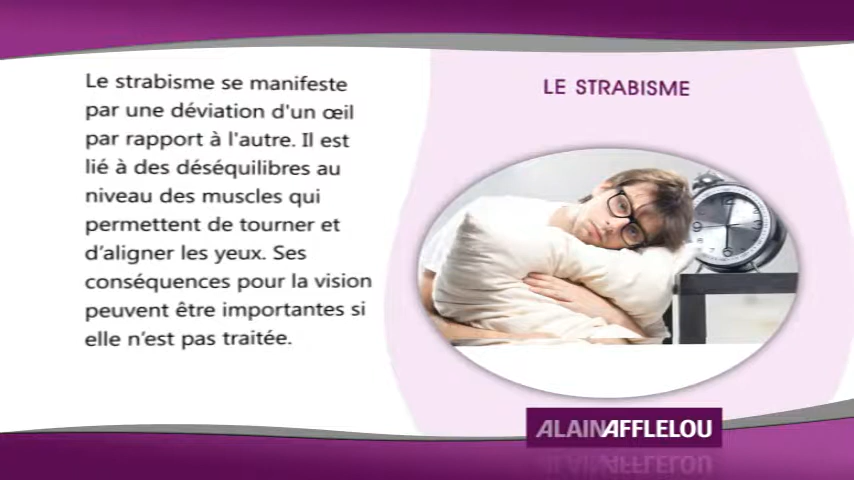 Le strabisme se manifeste
par une déviation d'un œil
par rapport à l'autre. Il est
lié à des déséquilibres au
niveau des muscles qui
permettent de tourner et
d’aligner les yeux. Ses
conséquences pour la vision
peuvent être importantes si
elle n’est pas traitée.
LE STRABISME
ALAINAFFLELOU